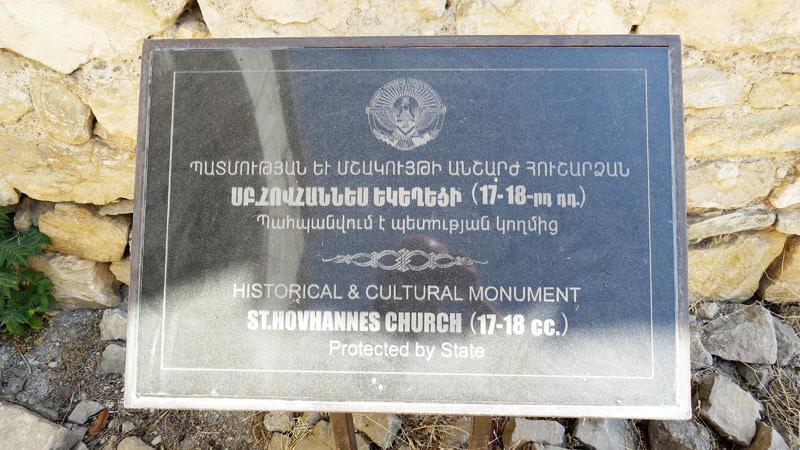 ՊԱՏՄՈՒԹՅԱՆ ԵՒ ՄՇԱԿՈՒՅԹԻ ԱՆՇԱՐԺ ՀՈՒՇԱՐՁԱՆ
ՍԲ.ՀՈՎՀԱՆՆԵՍ ԵԿԵՂԵՑԻ (17-18-րդ դդ.)
Պահպանվում է պետության կողմից
HISTORICAL & CULTURAL MONUMENT
ST.HOVHANNES CHURCH (17-18 cc.)
Protected by State